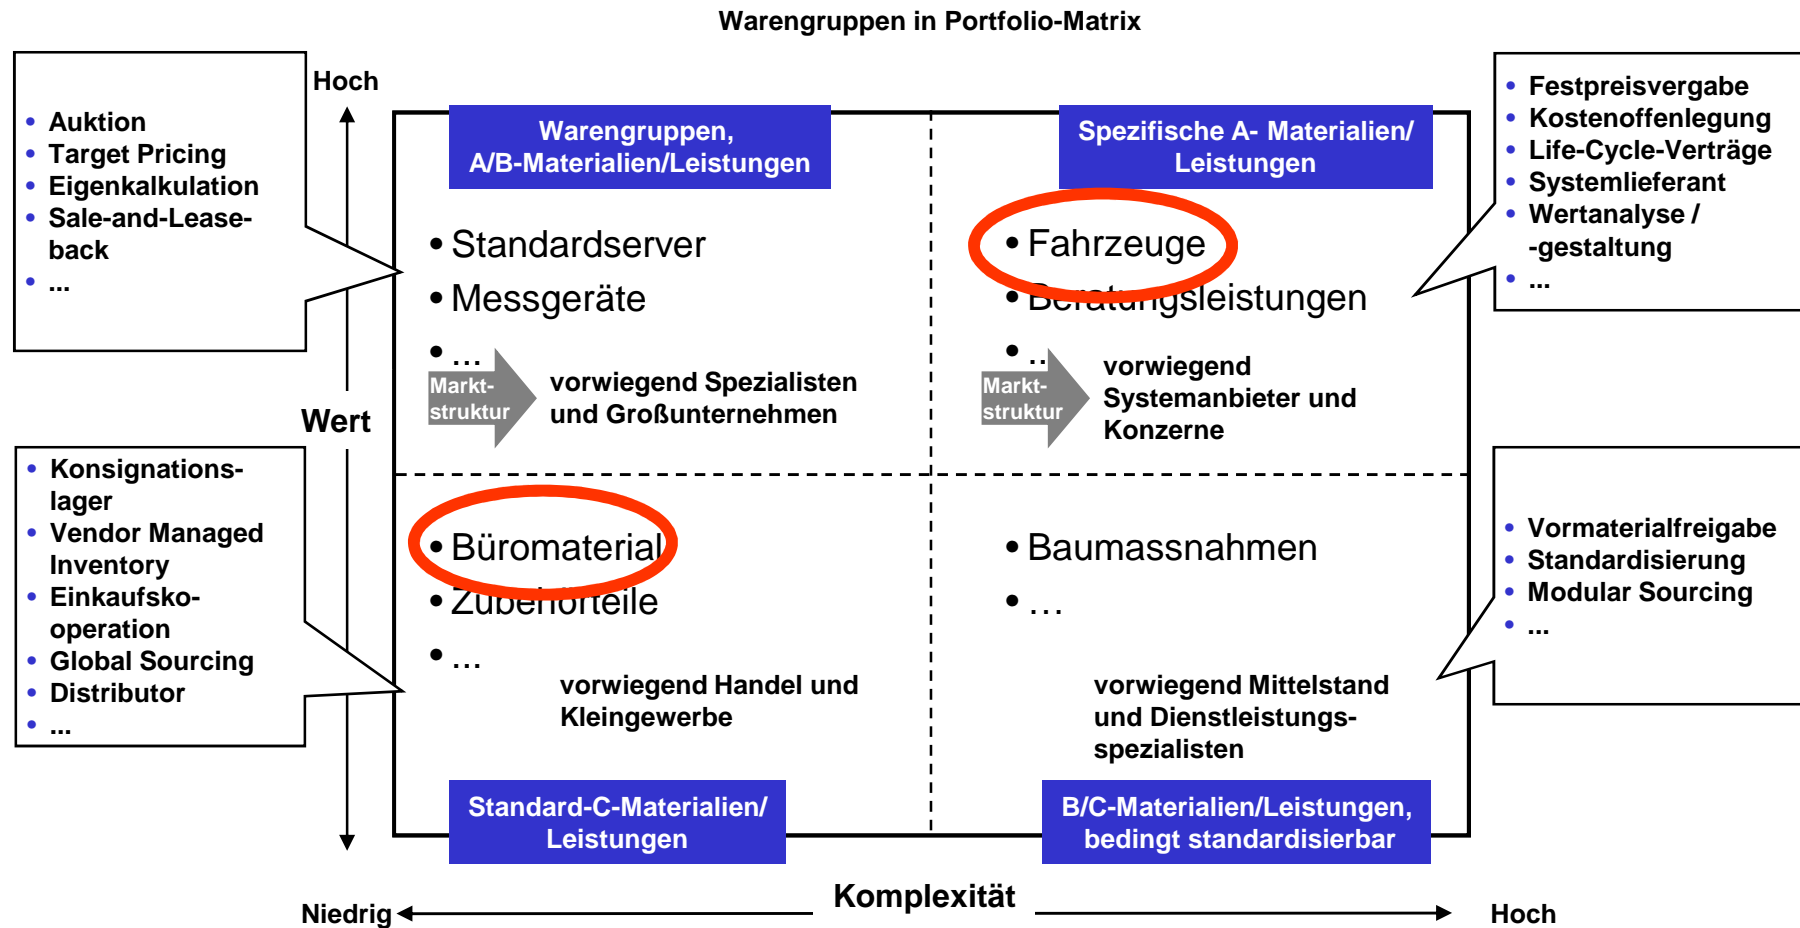 Warengruppen in Portfolio-Matrix
Hoch
• Auktion
• Target Pricing
• Eigenkalkulation
• Sale-and-Lease-
back
• ...
Warengruppen,
A/B-Materialien/Leistungen
• Standardserver
• Messgeräte
• ...
Markt-
struktur
vorwiegend Spezialisten
und Großunternehmen
Spezifische A- Materialien/
Leistungen
• Fahrzeuge
• Beratungsleistungen
• ...
Markt-
struktur
vorwiegend
Systemanbieter und
Konzerne
• Festpreisvergabe
• Kostenoffenlegung
• Life-Cycle-Verträge
• Systemlieferant
• Wertanalyse /
-gestaltung
• ...
Wert
• Konsignations-
lager
• Vendor Managed
Inventory
• Einkaufsko-
operation
• Global Sourcing
• Distributor
• ...
• Büromaterial
• Zubehörteile
• ...
vorwiegend Handel und
Kleingewerbe
Standard-C-Materialien/
Leistungen
• Baumassnahmen
• ...
vorwiegend Mittelstand
und Dienstleistungs-
spezialisten
B/C-Materialien/Leistungen,
bedingt standardisierbar
• Vormaterialfreigabe
• Standardisierung
• Modular Sourcing
• ...
Niedrig
Komplexität
Hoch